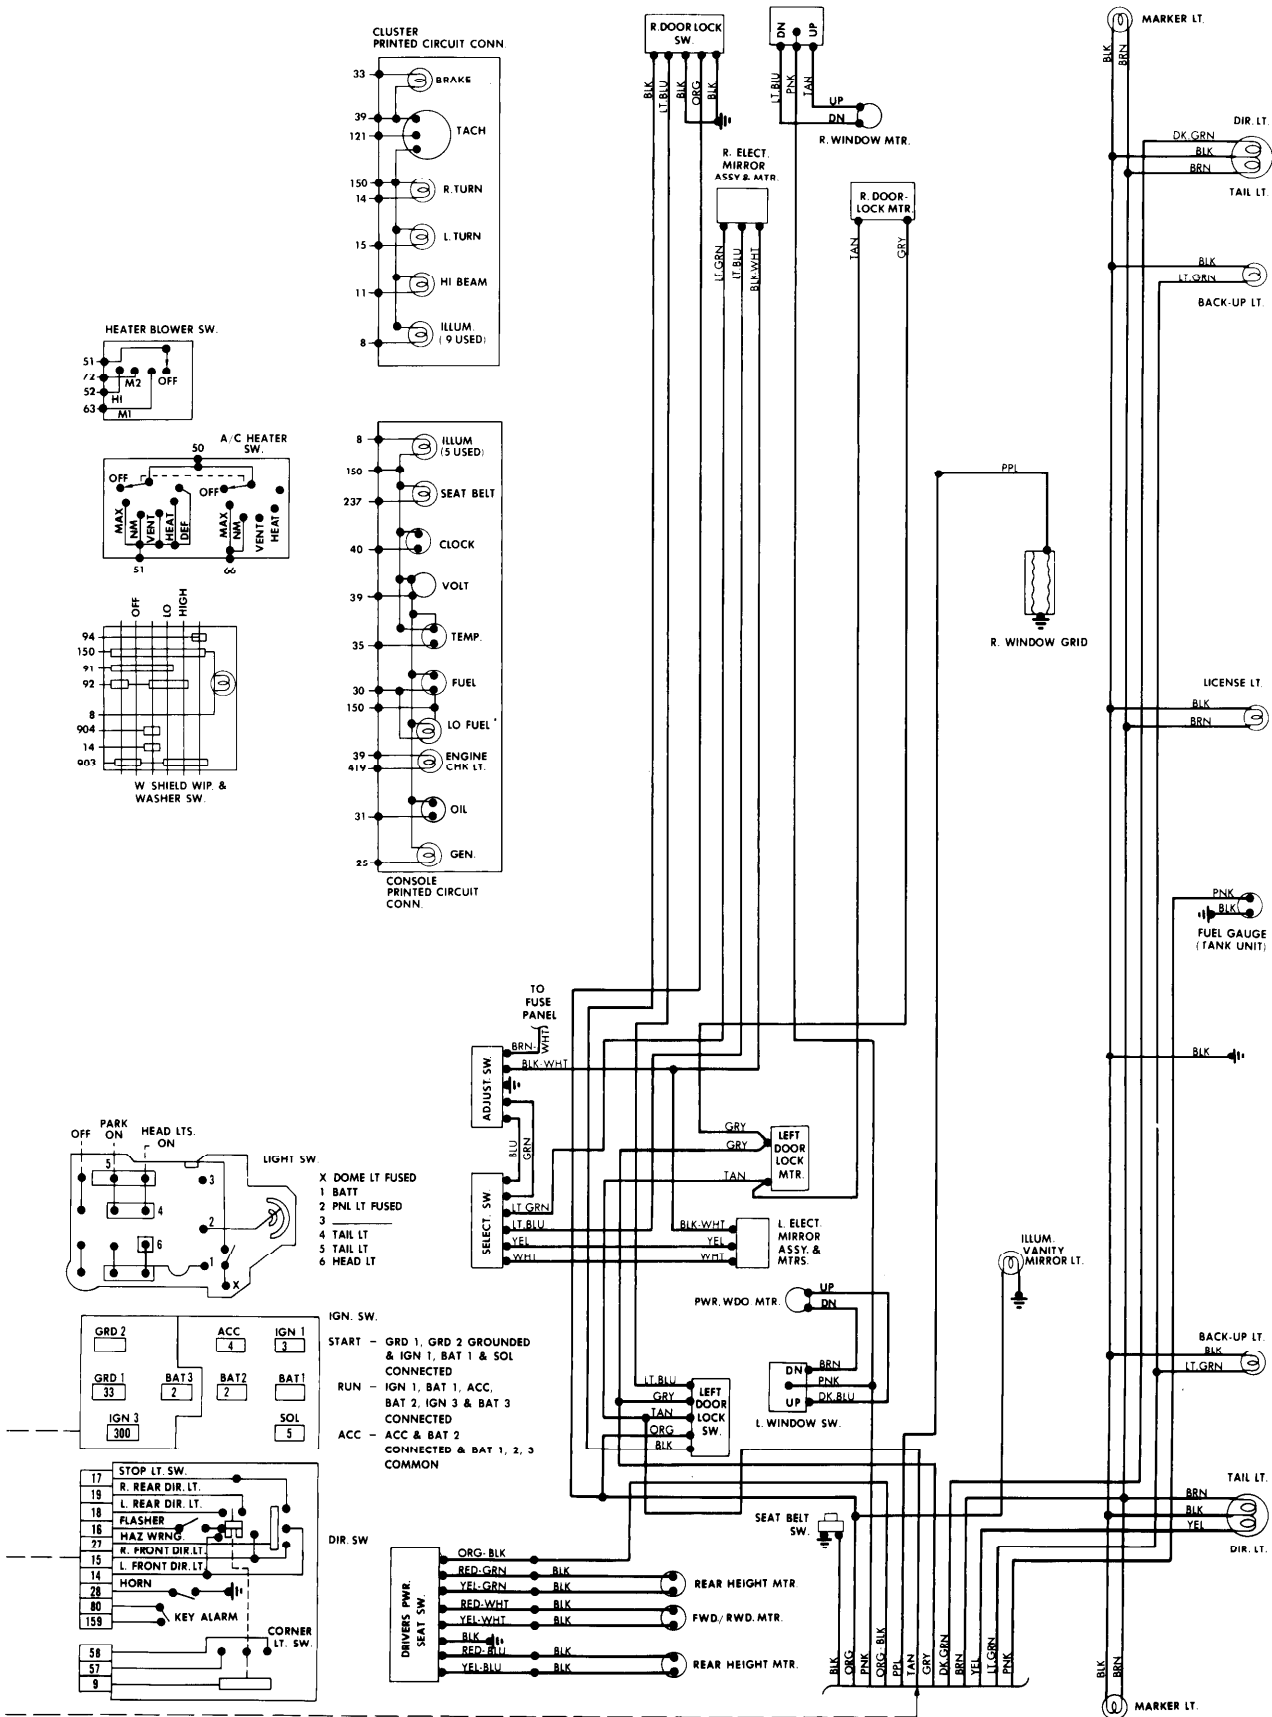 CLUSTER
PRINTED CIRCUIT CONN.
33
BRAKE
39
121
TACH
150
R. TURN
14
L. TURN
15
HI BEAM
11
ILLUM.
(9 USED)
8
HEATER BLOWER SW.
51
72
M2
OFF
52
HI
63
M1
A/C HEATER
SW.
50
OFF
OFF
MAX
NM
VENT
HEAT
DEF
MAX
NM
VENT
HEAT
51
66
OFF
LO
HIGH
94
150
91
92
8
904
14
903
W SHIELD WIP. &
WASHER SW.
8
ILLUM
(5 USED)
150
SEAT BELT
237
CLOCK
40
VOLT
39
TEMP.
35
FUEL
30
150
LO FUEL
39
ENGINE
CHK LT.
419
OIL
31
GEN.
25
CONSOLE
PRINTED CIRCUIT
CONN.
R. DOOR LOCK
SW.
BLK
LT.BLU
BLK
ORG
BLK
DN
UP
LT.BLU
PNK
TAN
UP
DN
R. WINDOW MTR.
R. ELECT.
MIRROR
ASSY & MTR.
LT.GRN
LT.BLU
BLK-WHT
R. DOOR-
LOCK MTR.
TAN
GRY
MARKER LT.
BLK
BRN
DIR. LT.
DK.GRN
BLK
BRN
TAIL LT.
BLK
LT.GRN
BACK-UP LT.
PPL
R. WINDOW GRID
LICENSE LT.
BLK
BRN
PNK
BLK
FUEL GAUGE
(TANK UNIT)
BLK
TO
FUSE
PANEL
BRN-
WHT
BLK-WHT
ADJUST. SW.
BLU
GRN
SELECT. SW
LT GRN
LT.BLU
YEL
WHT
GRY
GRY
TAN
LEFT
DOOR
LOCK
MTR.
BLK-WHT
YEL
WHT
L. ELECT.
MIRROR
ASSY. &
MTRS.
ILLUM.
VANITY
MIRROR LT.
PWR. WDO. MTR.
UP
DN
DN
UP
BRN
PNK
DK.BLU
L. WINDOW SW.
LT.BLU
GRY
TAN
ORG
BLK
LEFT
DOOR
LOCK
SW.
BACK-UP LT.
BLK
LT.GRN
TAIL LT.
BRN
BLK
YEL
DIR. LT.
OFF
PARK
ON
HEAD LTS.
ON
LIGHT SW.
5
3
4
2
6
1
X
X DOME LT FUSED
1 BATT
2 PNL LT FUSED
3
4 TAIL LT
5 TAIL LT
6 HEAD LT
IGN. SW.
GRD 2
ACC
4
IGN 1
3
GRD 1
33
BAT 3
2
BAT2
2
BAT1
IGN 3
300
SOL
5
START - GRD 1, GRD 2 GROUNDED
& IGN 1, BAT 1 & SOL
CONNECTED
RUN - IGN 1, BAT 1, ACC,
BAT 2, IGN 3 & BAT 3
CONNECTED
ACC - ACC & BAT 2
CONNECTED & BAT 1, 2, 3
COMMON
17
STOP LT. SW.
19
R. REAR DIR. LT.
18
L. REAR DIR. LT.
16
FLASHER
27
HAZ WRNG.
15
R. FRONT DIR. LT.
14
L. FRONT DIR. LT.
28
HORN
80
159
KEY ALARM
DIR. SW
CORNER
LT. SW.
58
57
9
DRIVERS PWR.
SEAT SW.
ORG-BLK
RED-GRN
BLK
YEL-GRN
BLK
REAR HEIGHT MTR.
RED-WHT
BLK
YEL-WHT
BLK
FWD/RWD. MTR.
BLK
RED-BLU
BLK
YEL-BLU
BLK
REAR HEIGHT MTR.
SEAT BELT
SW.
BLK
ORG
PNK
ORG-BLK
PPL
TAN
GRY
DK.GRN
BRN
YEL
LT.GRN
PNK
BLK
BRN
MARKER LT.